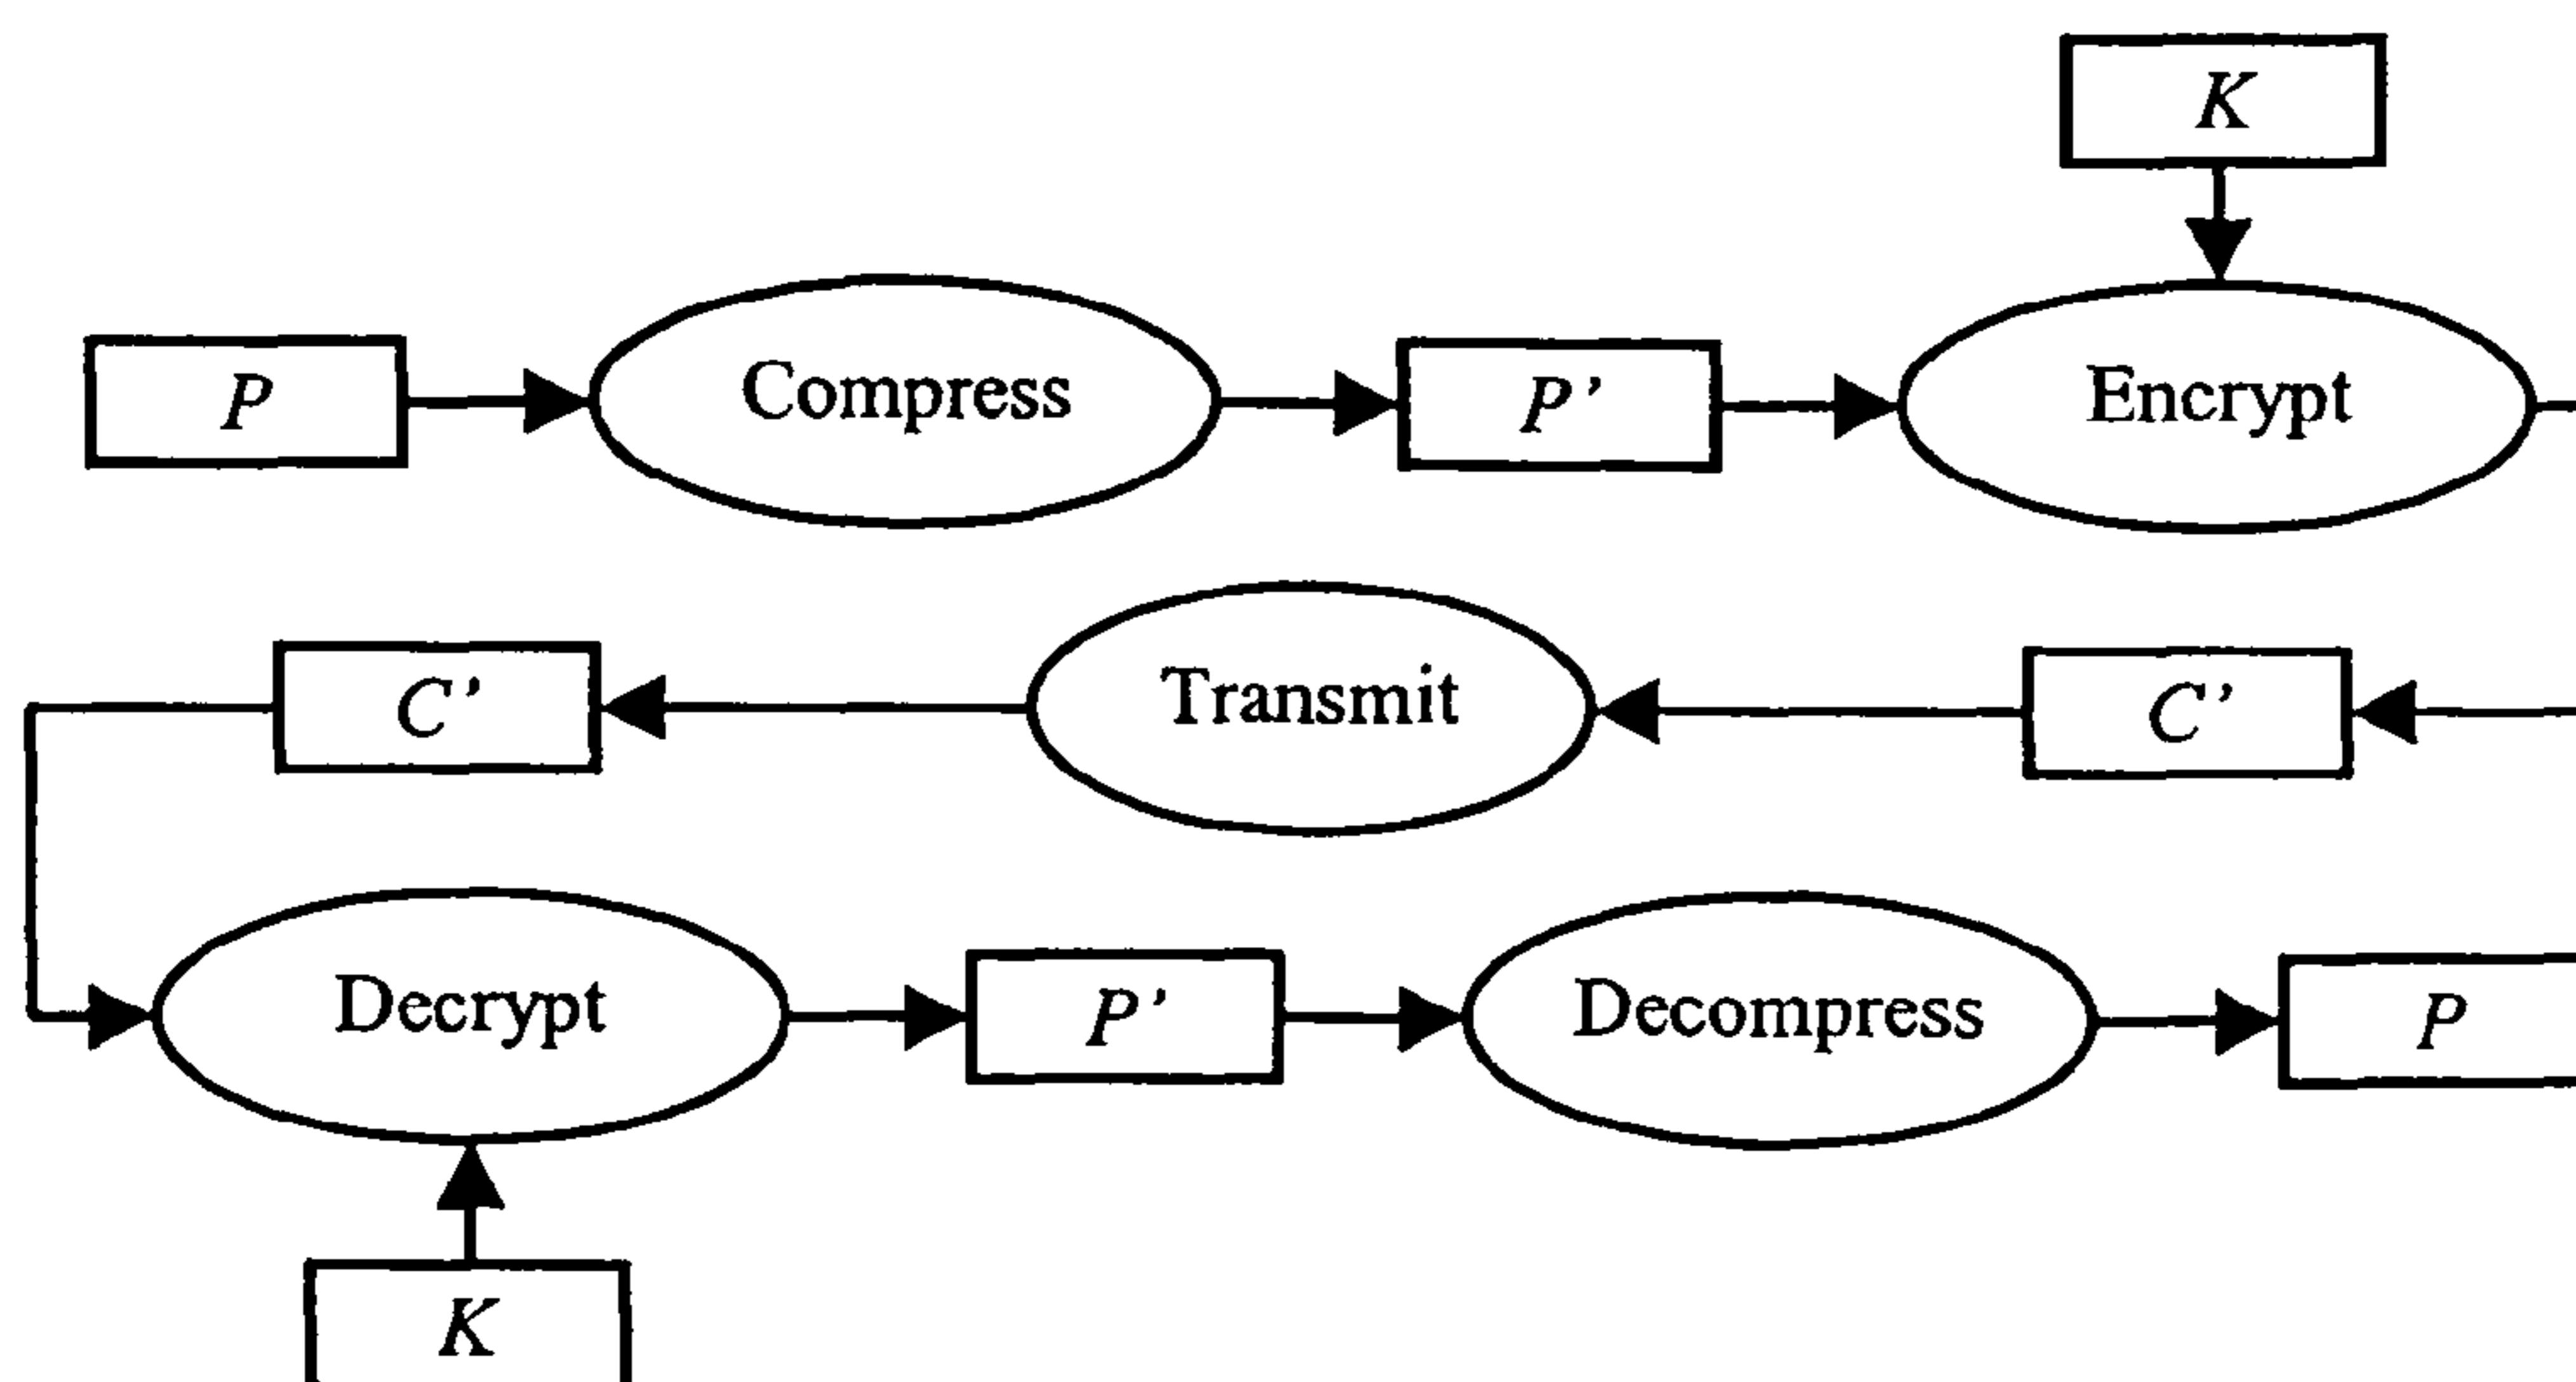 K
P Compress P’ Encrypt
C’ Transmit C’
Decrypt P’ Decompress P
K